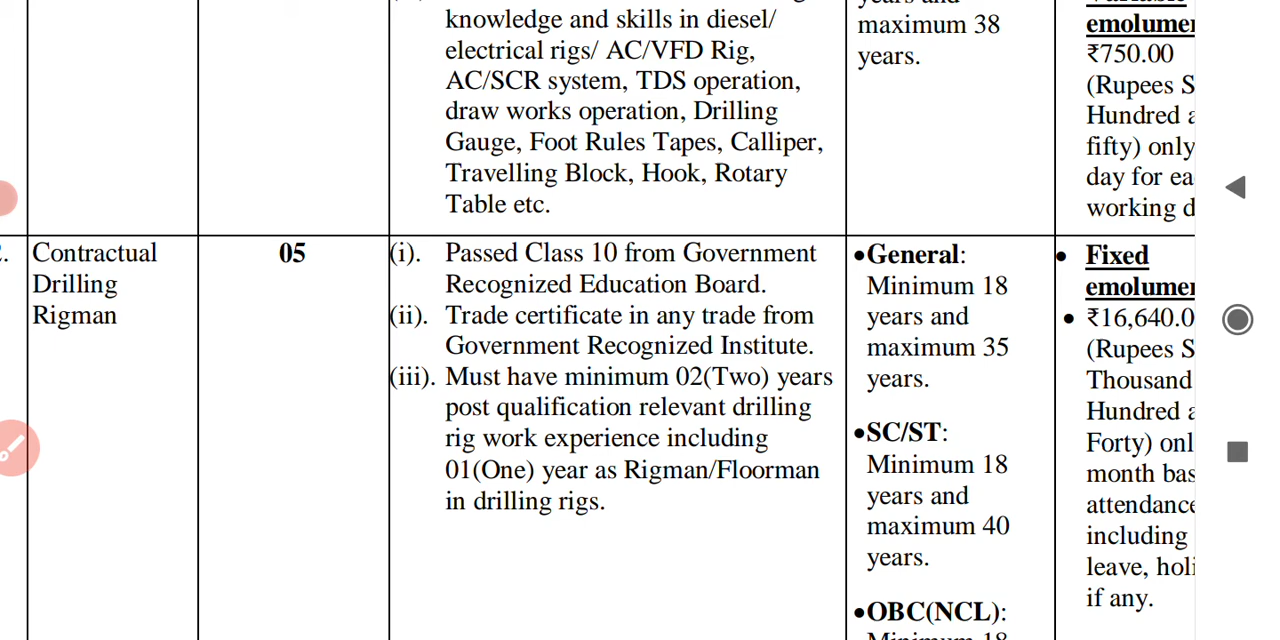 knowledge and skills in diesel/
electrical rigs/ AC/VFD Rig,
AC/SCR system, TDS operation,
draw works operation, Drilling
Gauge, Foot Rules Tapes, Calliper,
Travelling Block, Hook, Rotary
Table etc.
maximum 38
years.
₹750.00
(Rupees S
Hundred a
fifty) only
day for ea
working d
Contractual
Drilling
Rigman
05
(i). Passed Class 10 from Government
Recognized Education Board.
(ii). Trade certificate in any trade from
Government Recognized Institute.
(iii). Must have minimum 02(Two) years
post qualification relevant drilling
rig work experience including
01(One) year as Rigman/Floorman
in drilling rigs.
•General:
Minimum 18
years and
maximum 35
years.
•SC/ST:
Minimum 18
years and
maximum 40
years.
•OBC(NCL):
Minimum 18
• Fixed
emolumen
• ₹16,640.0
(Rupees S
Thousand
Hundred a
Forty) onl
month bas
attendance
including
leave, holi
if any.